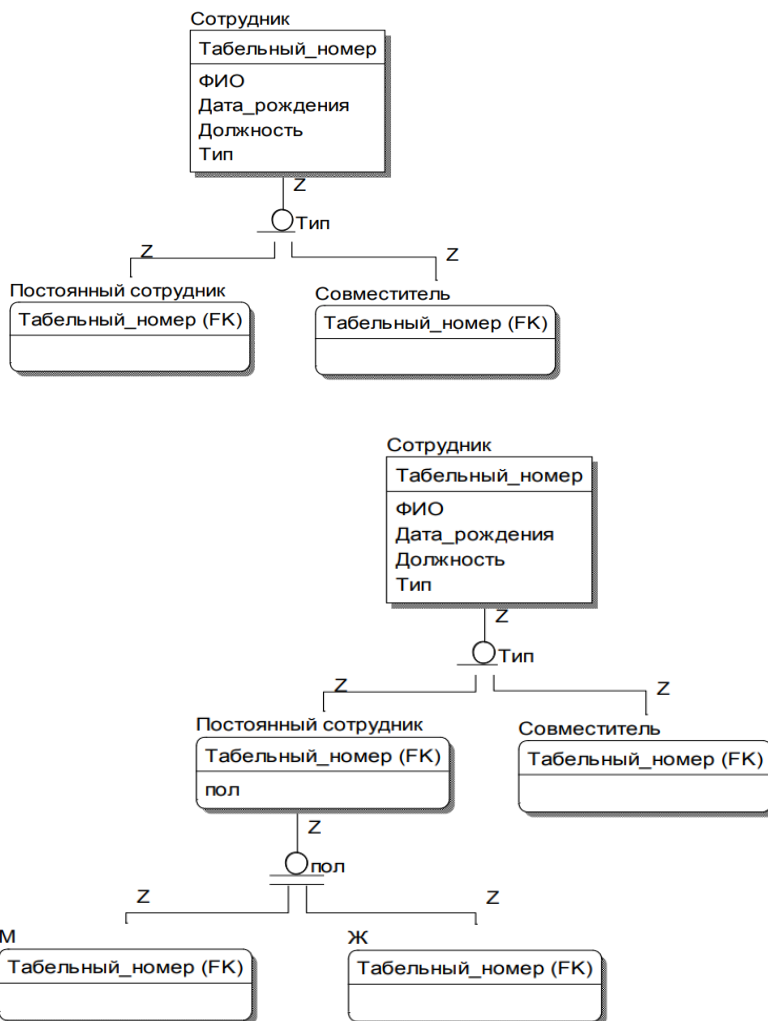 Сотрудник
Табельный_номер
ФИО
Дата_рождения
Должность
Тип
Z
Тип
Z
Z
Постоянный сотрудник
Табельный_номер (FK)
Совместитель
Табельный_номер (FK)
Сотрудник
Табельный_номер
ФИО
Дата_рождения
Должность
Тип
Z
Тип
Z
Z
Постоянный сотрудник
Табельный_номер (FK)
пол
Совместитель
Табельный_номер (FK)
Z
пол
Z
Z
М
Табельный_номер (FK)
Ж
Табельный_номер (FK)